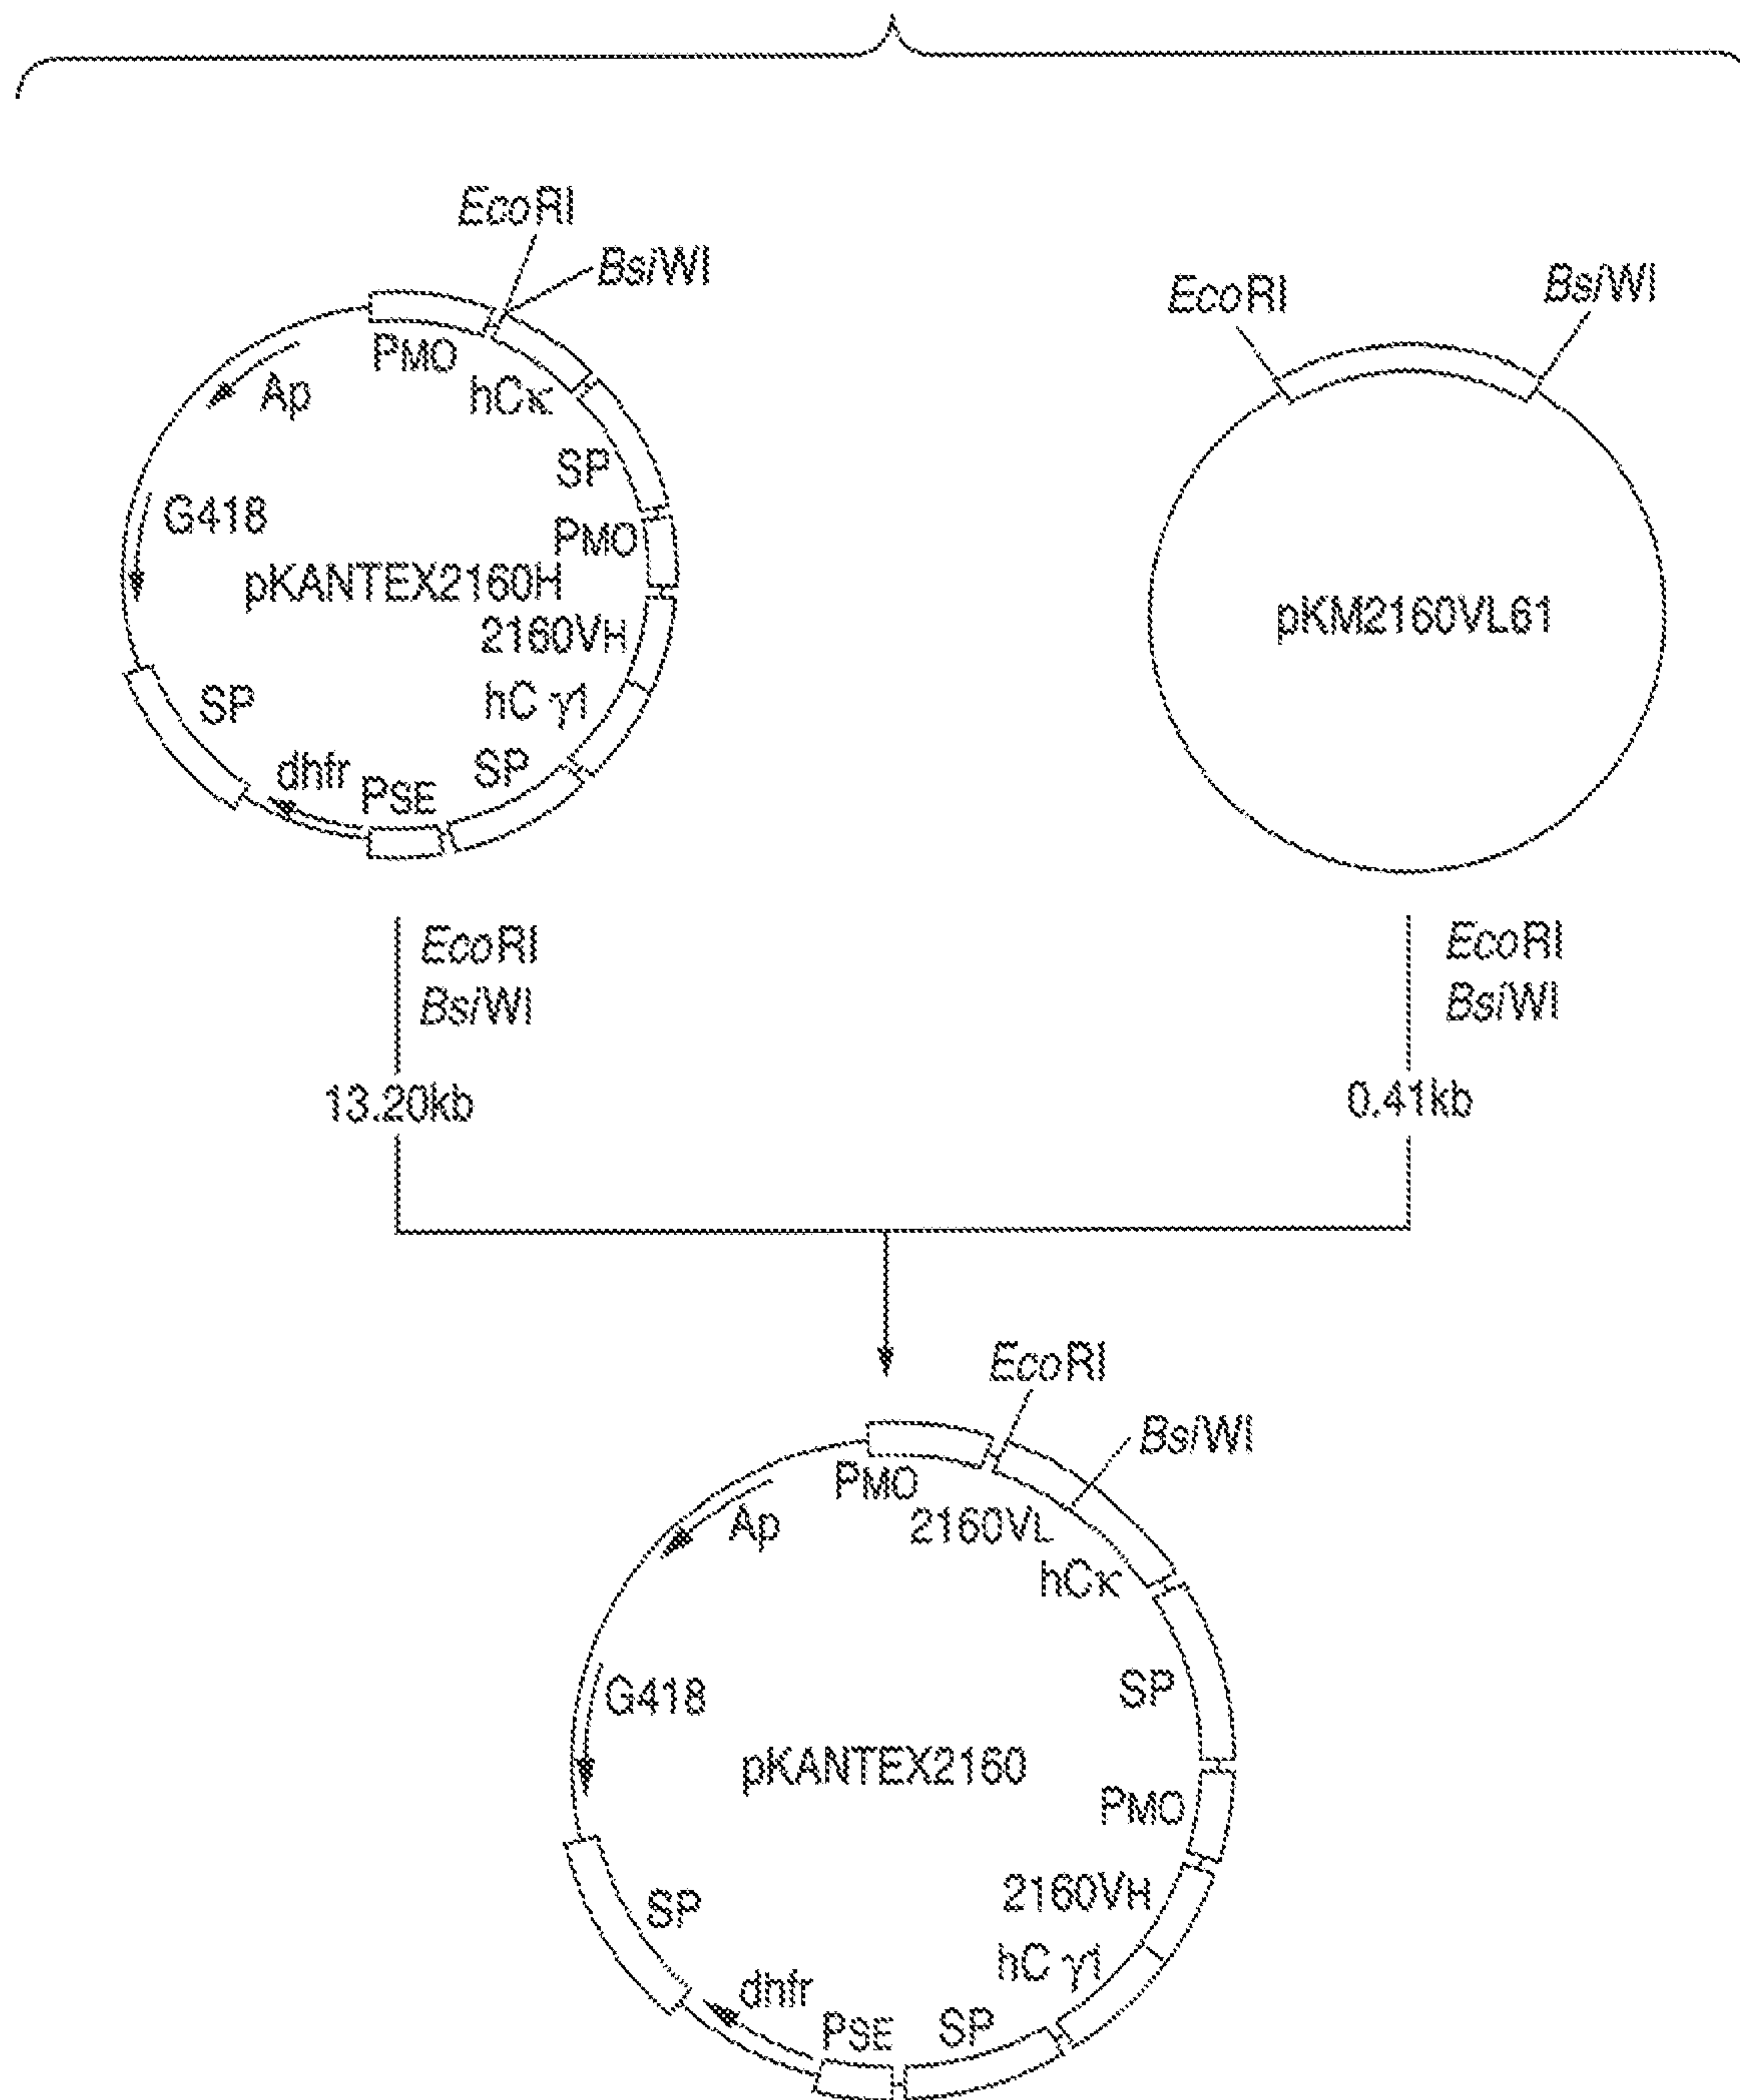 EcoRI
BsiWI
PMO
Ap
hCκ
SP
G418
PMO
pKANTEX2160H
2160VH
hC γ1
SP
SP
dhfr
PSE
EcoRI
BsiWI
pKM2160VL61
EcoRI
BsiWI
13.20kb
EcoRI
BsiWI
0.41kb
EcoRI
BsiWI
PMO
2160VL
Ap
hCκ
SP
G418
pKANTEX2160
PMO
2160VH
hC γ1
SP
dhfr
PSE
SP